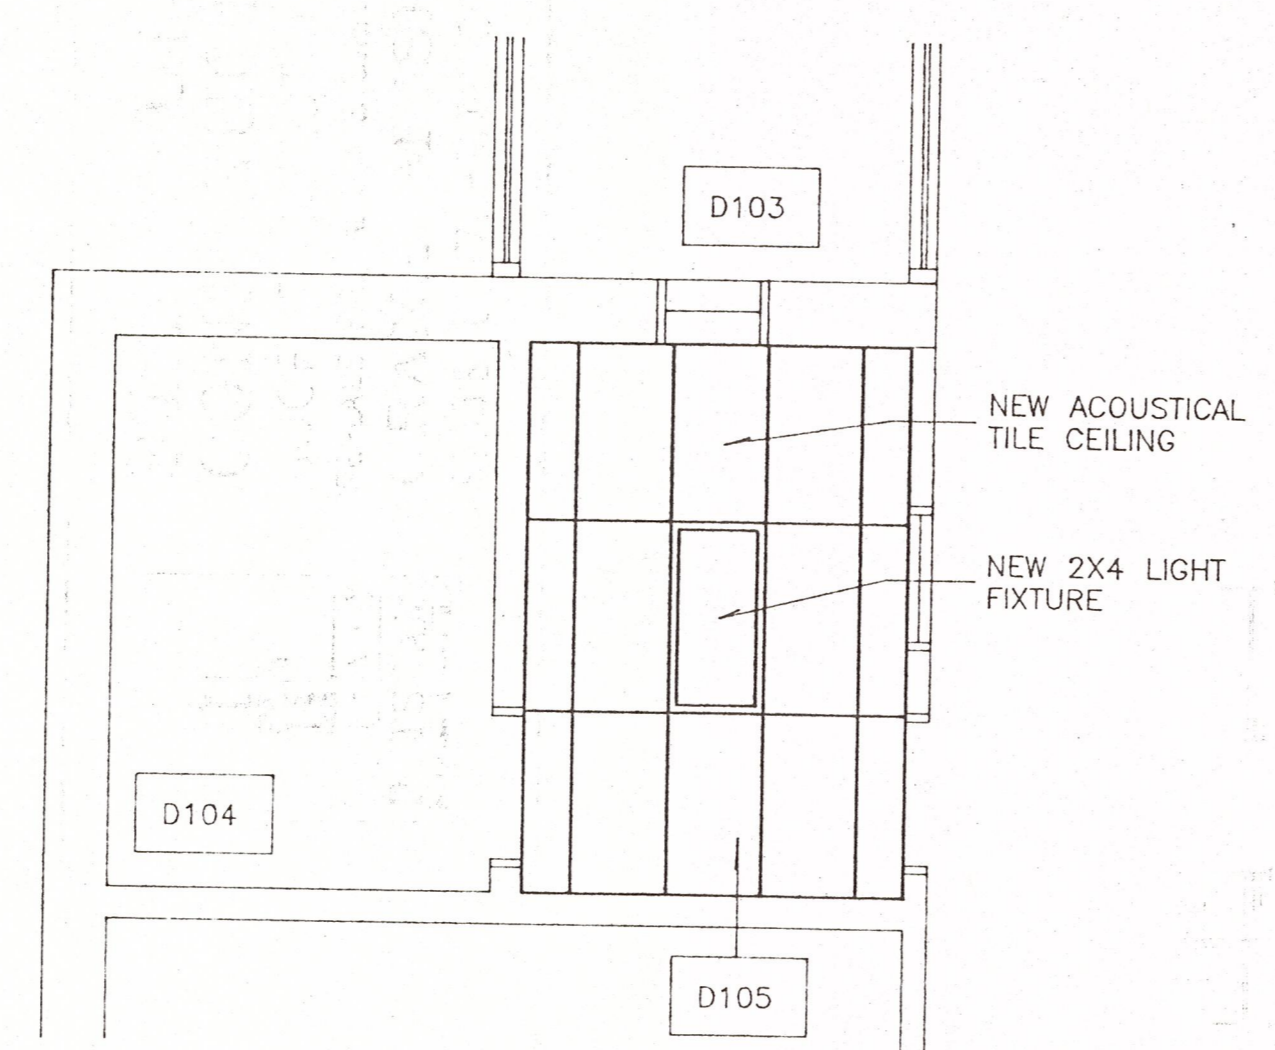 D103
NEW ACOUSTICAL
TILE CEILING
NEW 2X4 LIGHT
FIXTURE
D104
D105